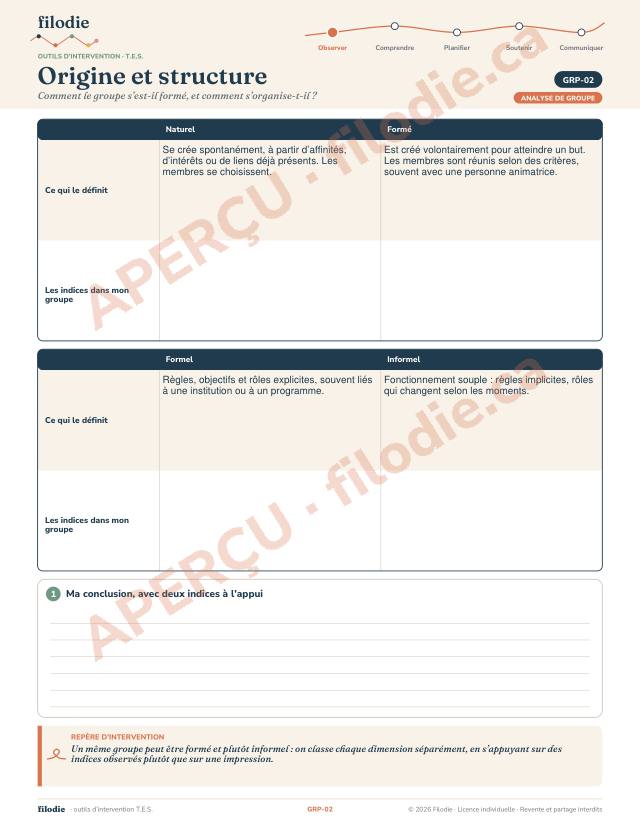 filodie
OUTILS D'INTERVENTION · T.E.S.
Observer Comprendre Planifier Soutenir Communiquer
Origine et structure
Comment le groupe s'est-il formé, et comment s'organise-t-il ?
GRP-02
ANALYSE DE GROUPE
Naturel Formé
Ce qui le définit
Se crée spontanément, à partir d'affinités,
d'intérêts ou de liens déjà présents. Les
membres se choisissent.
Est créé volontairement pour atteindre un but.
Les membres sont réunis selon des critères,
souvent avec une personne animatrice.
Les indices dans mon
groupe
APERÇU · filodie.ca
Formel Informel
Ce qui le définit
Règles, objectifs et rôles explicites, souvent liés
à une institution ou à un programme.
Fonctionnement souple : règles implicites, rôles
qui changent selon les moments.
Les indices dans mon
groupe
APERÇU · filodie.ca
1 Ma conclusion, avec deux indices à l'appui
REPÈRE D'INTERVENTION
Un même groupe peut être formé et plutôt informel : on classe chaque dimension séparément, en s'appuyant sur des
indices observés plutôt que sur une impression.
filodie · outils d'intervention T.E.S. GRP-02 © 2026 Filodie · Licence individuelle · Revente et partage interdits